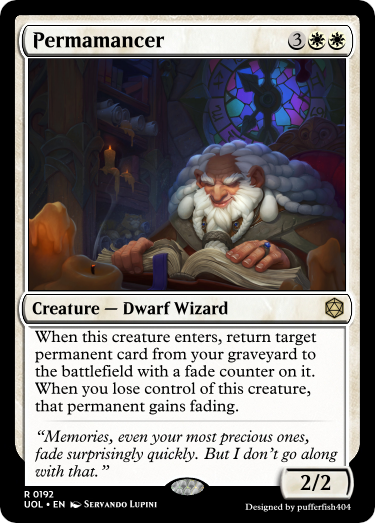 Permamancer 3
Creature — Dwarf Wizard
When this creature enters, return target
permanent card from your graveyard to
the battlefield with a fade counter on it.
When you lose control of this creature,
that permanent gains fading.
“Memories, even your most precious ones,
fade surprisingly quickly. But I don’t go along
with that.”
2/2
R 0192
UOL • EN Servando Lupini
Designed by pufferfish404